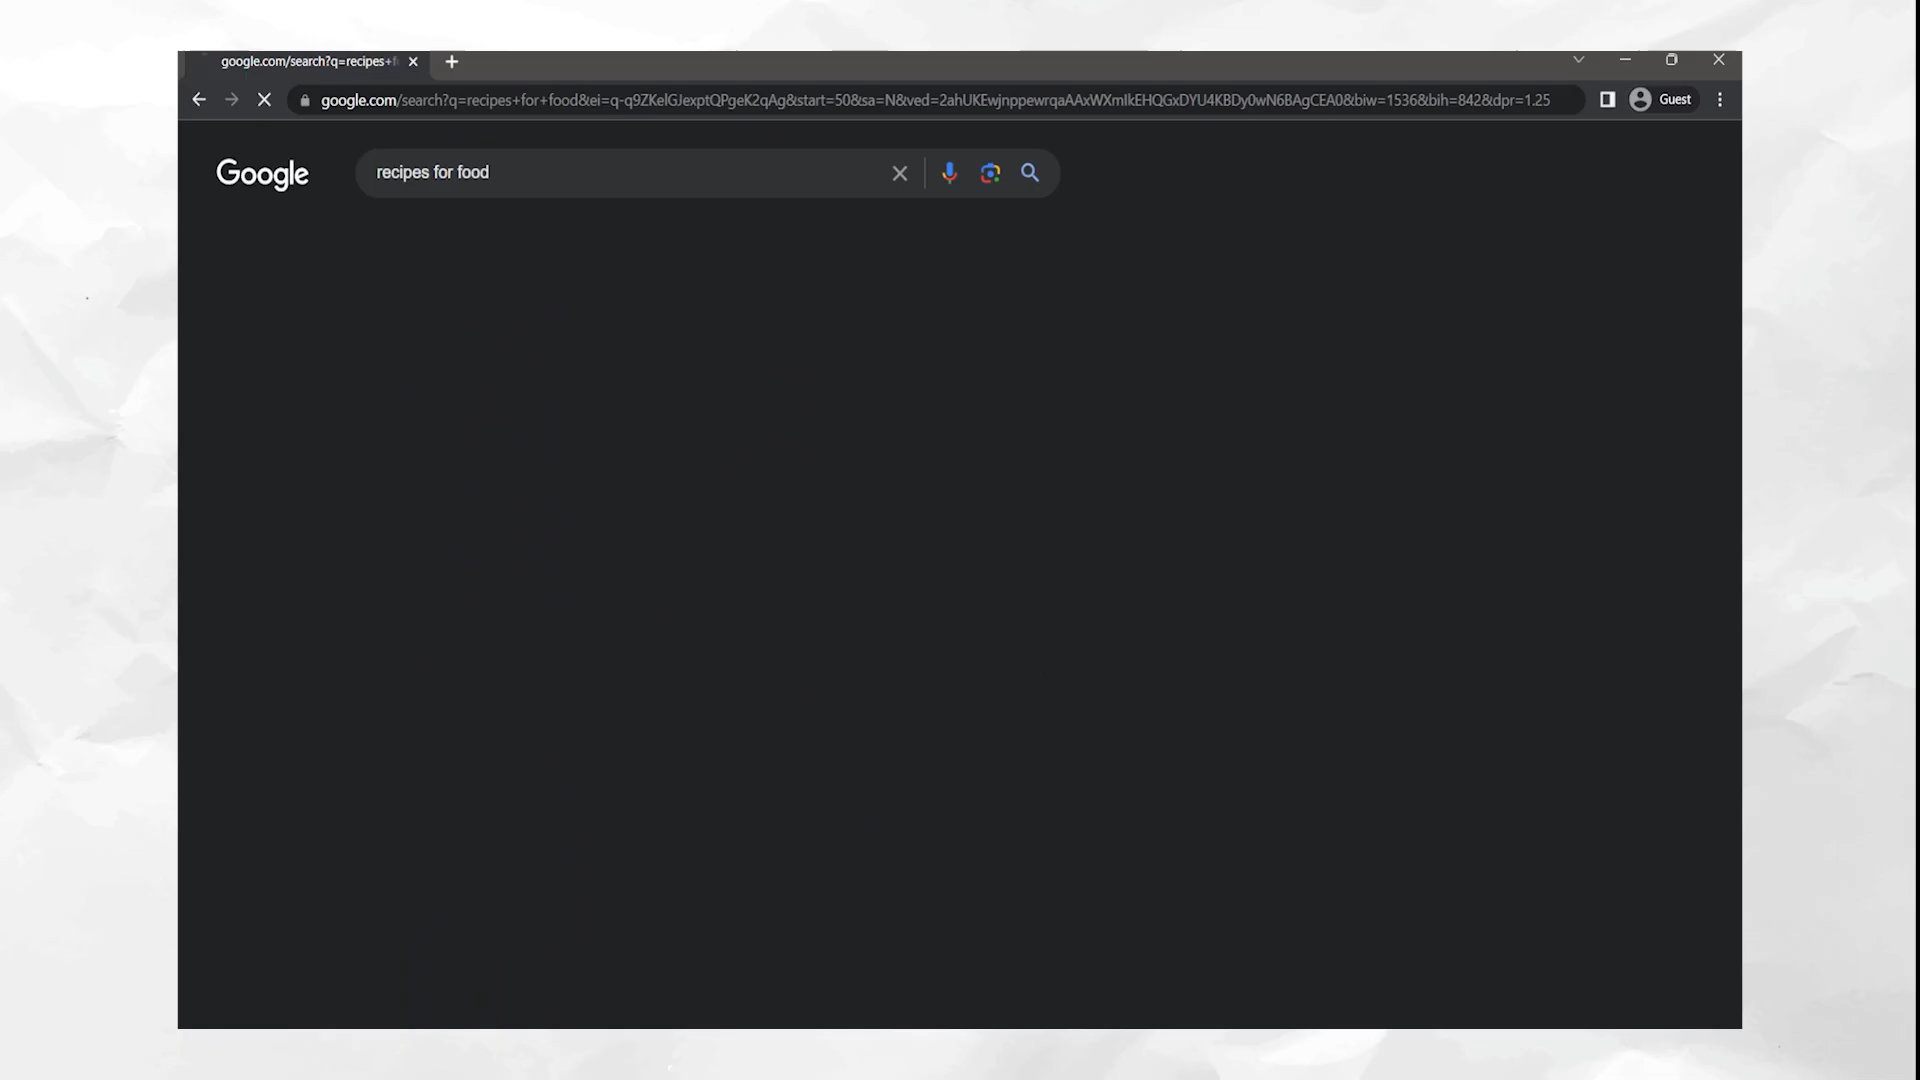 google.com/search?q=recipes+f
google.com/search?q=recipes+for+food&ei=q-q9ZKelGJexptQPgeK2qAg&start=50&sa=N&ved=2ahUKEwjnppewrqaAAxWXmIkEHQGxDYU4KBDy0wN6BAgCEA0&biw=1536&bih=842&dpr=1.25
Guest
Google
recipes for food